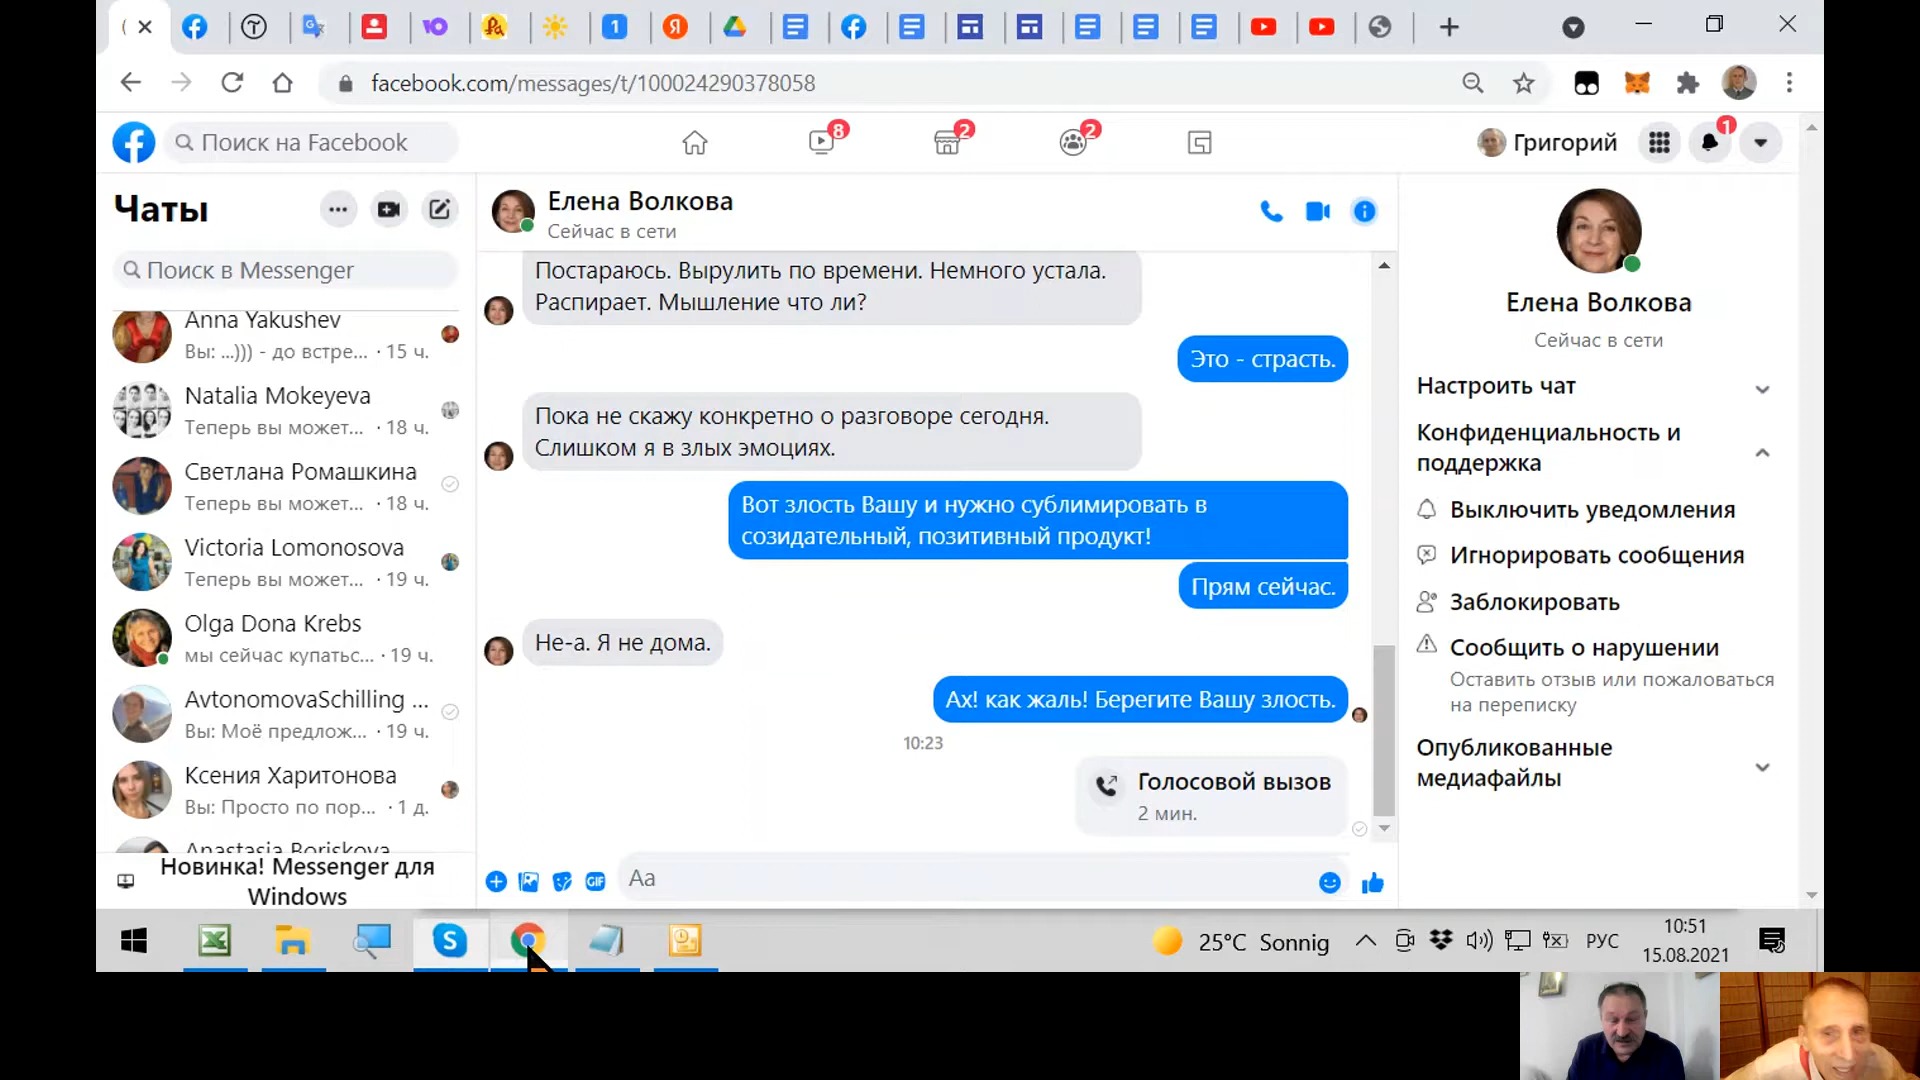 facebook.com/messages/t/100024290378058
Поиск на Facebook
8
2
2
Григорий
1
Чаты
Поиск в Messenger
Anna Yakushev
Вы: ...))) - до встре... · 15 ч.
Natalia Mokeyeva
Теперь вы может... · 18 ч.
Светлана Ромашкина
Теперь вы может... · 18 ч.
Victoria Lomonosova
Теперь вы может... · 19 ч.
Olga Dona Krebs
мы сейчас купатьс... · 19 ч.
AvtonomovaSchilling ...
Вы: Моё предлож... · 19 ч.
Ксения Харитонова
Вы: Просто по пор... · 1 д.
Anastasia Boriskova
Новинка! Messenger для
Windows
Елена Волкова
Сейчас в сети
Постараюсь. Вырулить по времени. Немного устала.
Распирает. Мышление что ли?
Это - страсть.
Пока не скажу конкретно о разговоре сегодня.
Слишком я в злых эмоциях.
Вот злость Вашу и нужно сублимировать в
созидательный, позитивный продукт!
Прям сейчас.
Не-а. Я не дома.
Ах! как жаль! Берегите Вашу злость.
10:23
Голосовой вызов
2 мин.
GIF
Aa
Елена Волкова
Сейчас в сети
Настроить чат
Конфиденциальность и
поддержка
Выключить уведомления
Игнорировать сообщения
Заблокировать
Сообщить о нарушении
Оставить отзыв или пожаловаться
на переписку
Опубликованные
медиафайлы
25°C Sonnig
РУС
10:51
15.08.2021